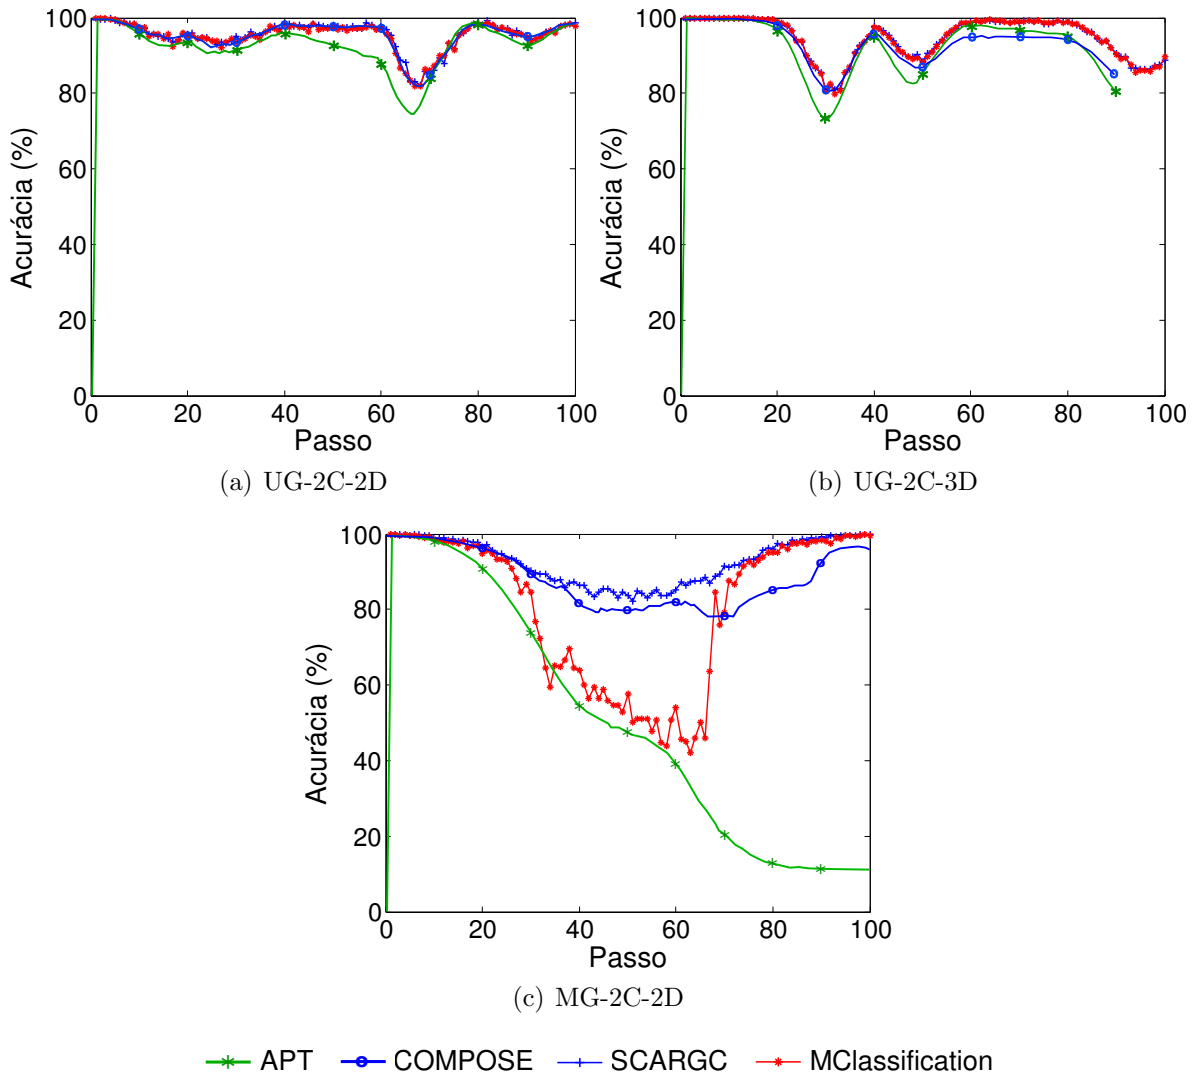 100
80
60
40
20
0
Acurácia (%)
0 20 40 60 80 100
Passo
(a) UG-2C-2D
100
80
60
40
20
0
Acurácia (%)
0 20 40 60 80 100
Passo
(b) UG-2C-3D
100
80
60
40
20
0
Acurácia (%)
0 20 40 60 80 100
Passo
(c) MG-2C-2D
APT COMPOSE SCARGC MClassification